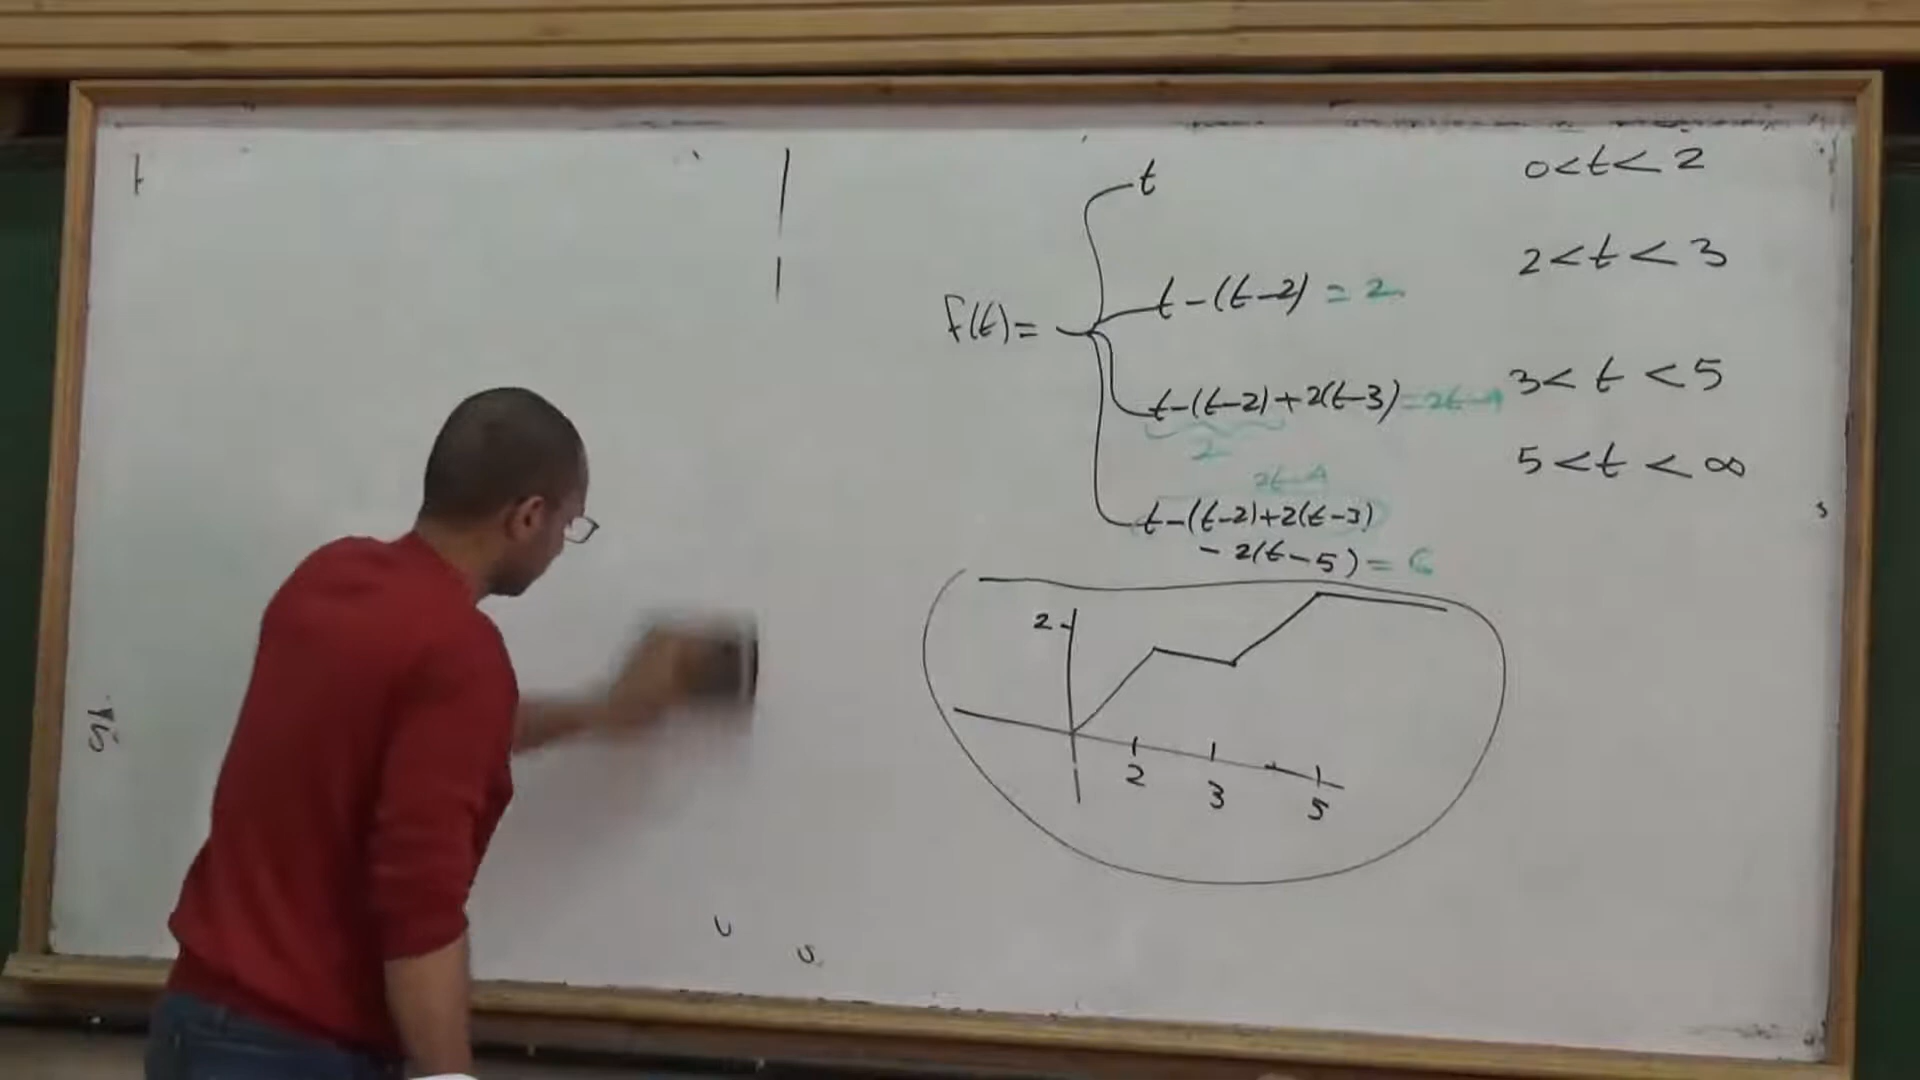 t 0<t<2
t-(t-2) = 2 2<t<3
f(t)=
t-(t-2)+2(t-3)=2t-4 3<t<5
2
2t-4 5<t<∞
t-(t-2)+2(t-3)
-2(t-5)=6
2
2 3 5